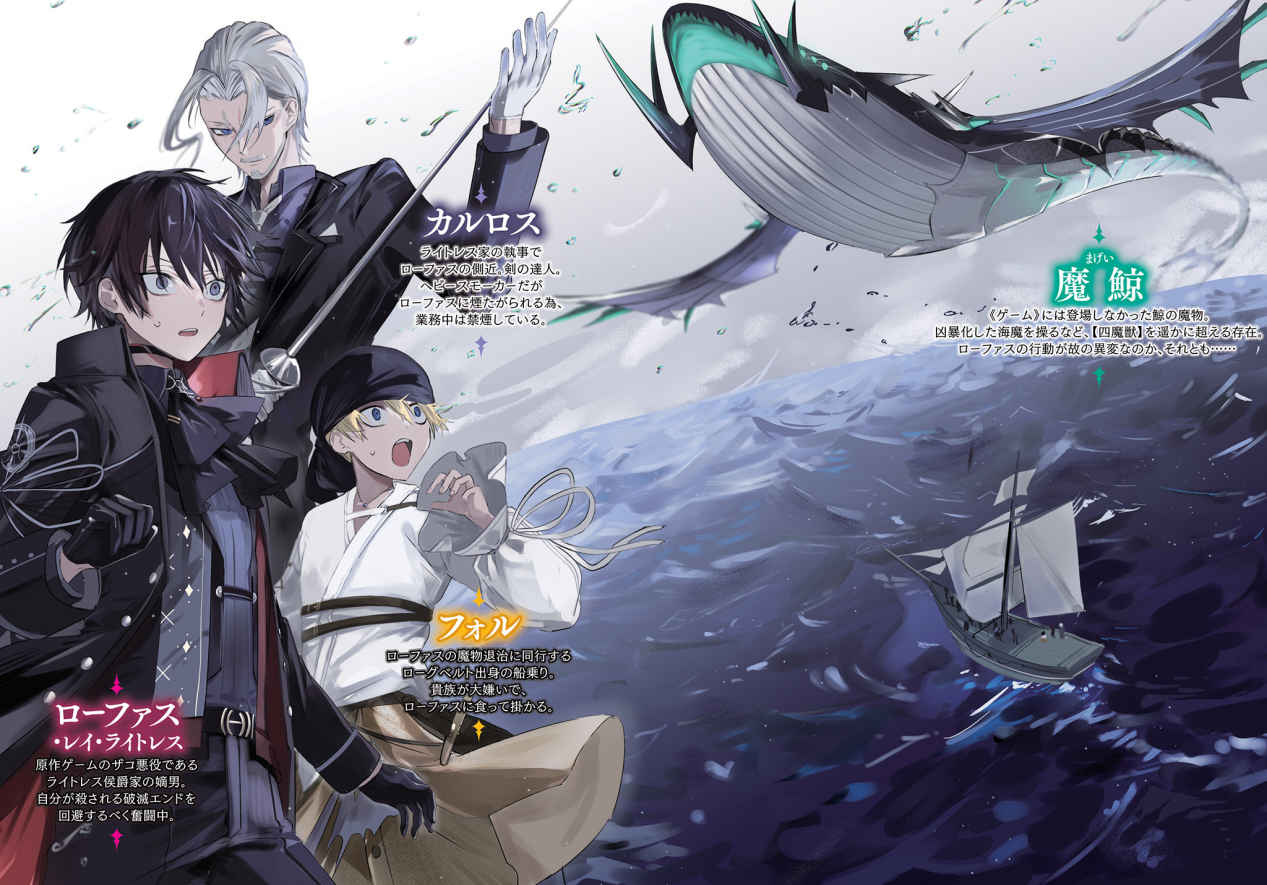 カルロス
ライトレス家の執事で
ローファスの側近。剣の達人。
ヘビースモーカーだが
ローファスに煙たがられる為、
業務中は禁煙している。
まげい
魔鯨
《ゲーム》には登場しなかった鯨の魔物。
凶暴化した海魔を操るなど、【四魔獣】を遥かに超える存在。
ローファスの行動が故の異変なのか、それとも……
フォル
ローファスの魔物退治に同行する
ローグベルト出身の船乗り。
貴族が大嫌いで、
ローファスに食って掛かる。
ローファス
・レイ・ライトレス
原作ゲームのザコ悪役である
ライトレス侯爵家の嫡男。
自分が殺される破滅エンドを
回避するべく奮闘中。